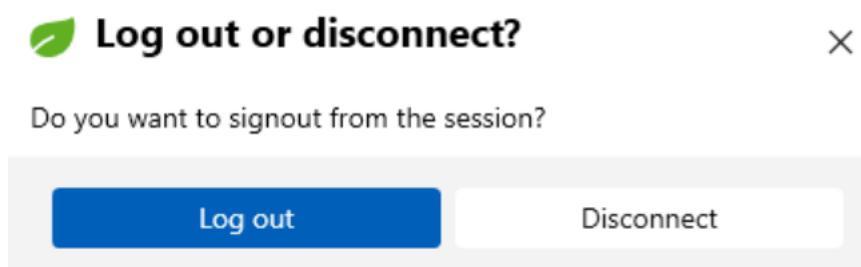 Log out or disconnect?
Do you want to signout from the session?
Log out
Disconnect